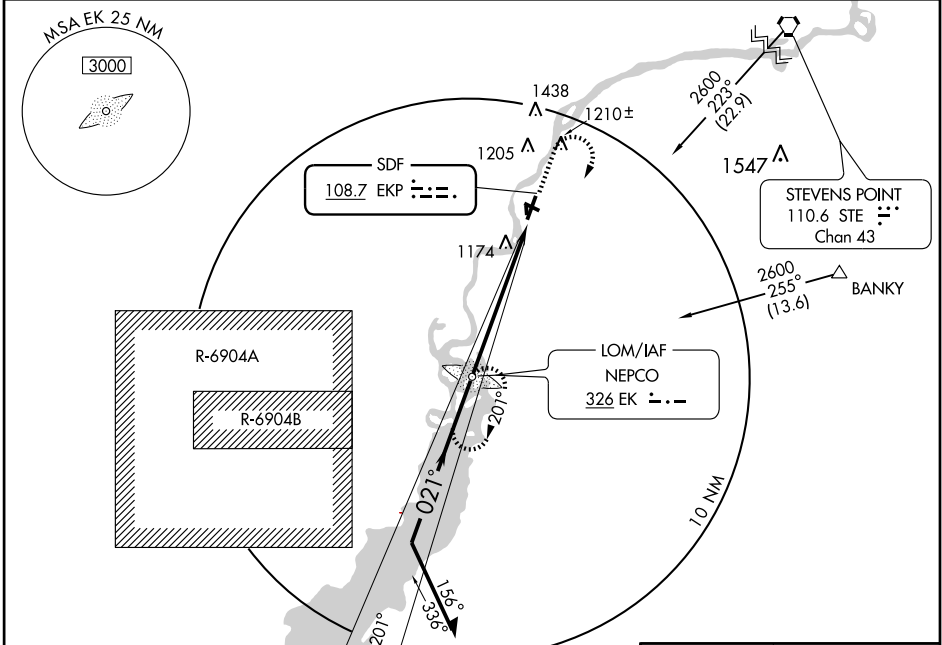 MSA EK 25 NM
3000
1438
1210±
1205
2600
223°
(22.9)
1547
SDF
108.7 EKP
STEVENS POINT
110.6 STE
Chan 43
1174
2600
255°
(13.6)
BANKY
R-6904A
LOM/IAF
NEPCO
326 EK
R-6904B
201°
021°
10 NM
156°
336°
201°